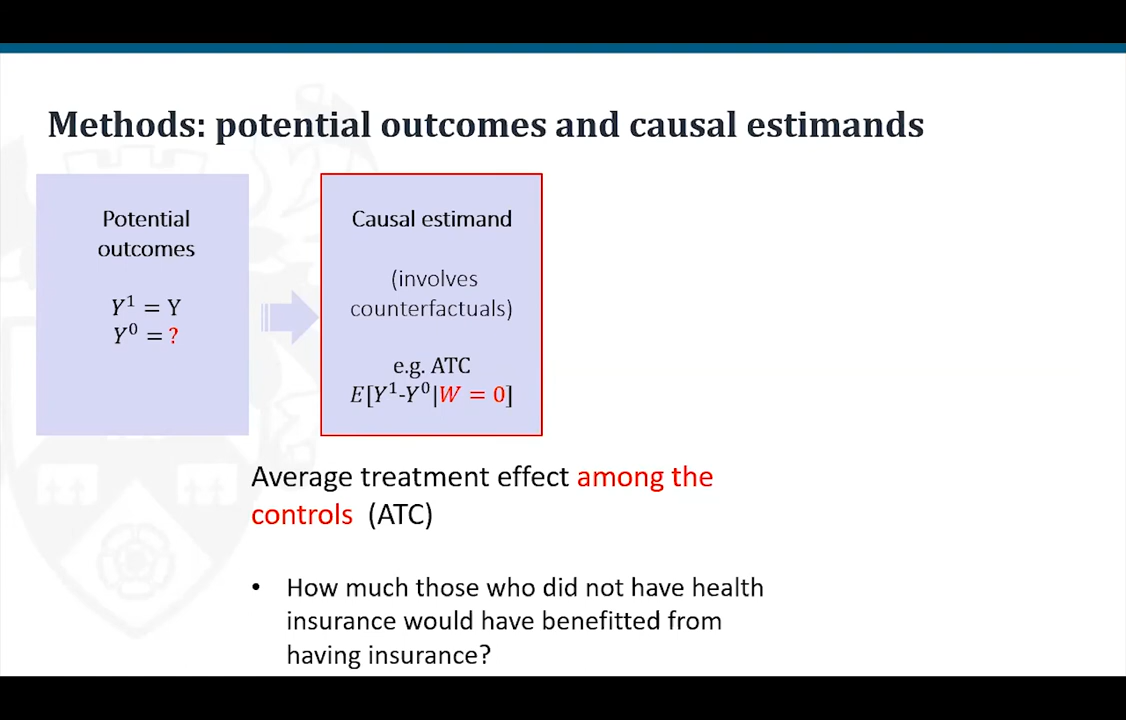 Methods: potential outcomes and causal estimands
Potential
outcomes
Y¹ = Y
Y⁰ = ?
Causal estimand
(involves
counterfactuals)
e.g. ATC
E[Y¹-Y⁰|W = 0]
Average treatment effect among the
controls (ATC)
• How much those who did not have health
insurance would have benefitted from
having insurance?